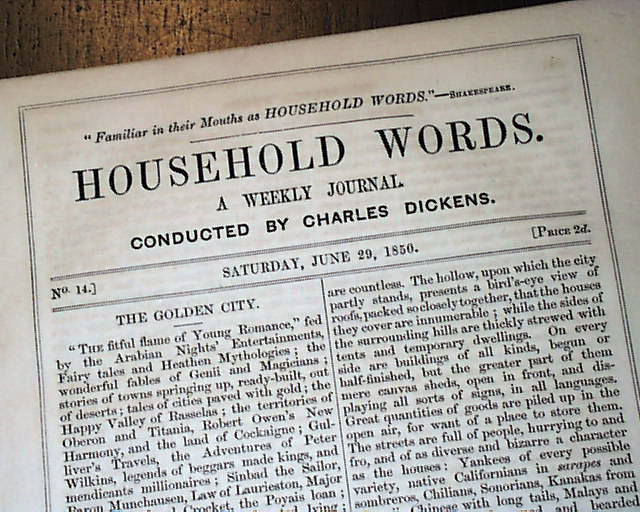 "Familiar in their Mouths as HOUSEHOLD WORDS."—SHAKESPEARE.
HOUSEHOLD WORDS.
A WEEKLY JOURNAL.
CONDUCTED BY CHARLES DICKENS.
No. 14.]
SATURDAY, JUNE 29, 1850.
[PRICE 2d.
THE GOLDEN CITY.
"THE fitful flame of Young Romance," fed
by the Arabian Nights' Entertainments,
Fairy tales and Heathen Mythologies; the
wonderful fables of Genii and Magicians;
stories of towns springing up, ready-built, out
of deserts; tales of cities paved with gold; the
Happy Valley of Rasselas; the territories of
Oberon and Titania, Robert Owen's New
Harmony, and the land of Cockaigne; Gul-
liver's Travels, the Adventures of Peter
Wilkins, legends of beggars made kings, and
mendicants millionaires; Sinbad the Sailor,
Baron Munchausen, Law of Laurieston, Major
Crocket, the Poyais loan;
lying;
are countless. The hollow, upon which the city
partly stands, presents a bird's-eye view of
roofs, packed so closely together, that the houses
they cover are innumerable; while the sides of
the surrounding hills are thickly strewed with
tents and temporary dwellings. On every
side are buildings of all kinds, begun or
half-finished, but the greater part of them
mere canvas sheds, open in front, and dis-
playing all sorts of signs, in all languages.
Great quantities of goods are piled up in the
open air, for want of a place to store them.
The streets are full of people, hurrying to and
fro, and of as diverse and bizarre a character
as the houses: Yankees of every possible
variety, native Californians in sarapes and
sombreros, Chilians, Sonorians, Kanakas from
Chinese with long tails, Malays and
and bearded